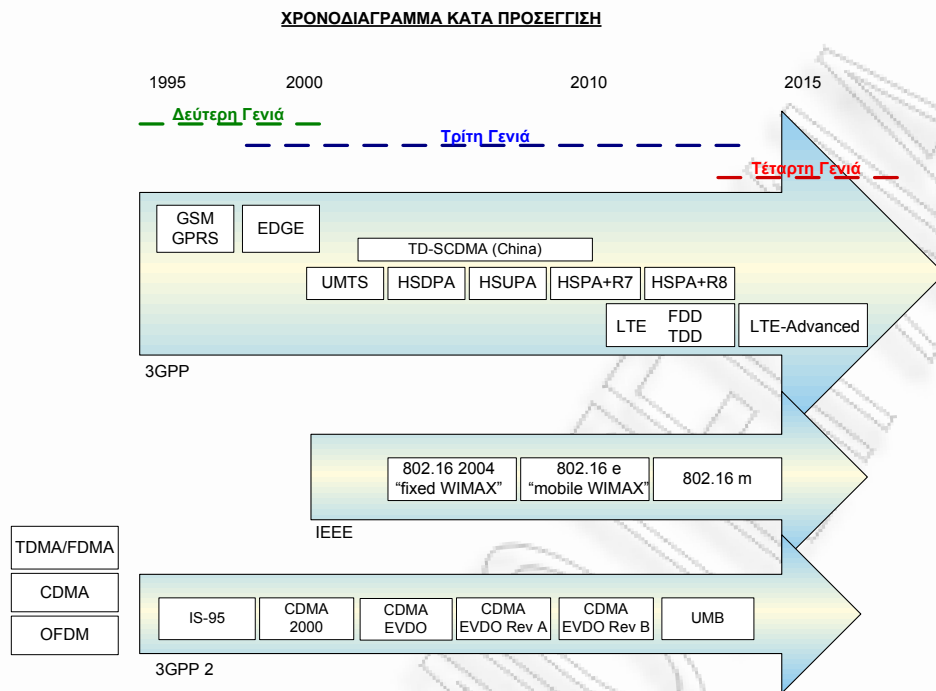 ΧΡΟΝΟΔΙΑΓΡΑΜΜΑ ΚΑΤΑ ΠΡΟΣΕΓΓΙΣΗ
1995 2000 2010 2015
Δεύτερη Γενιά
Τρίτη Γενιά
Τέταρτη Γενιά
GSM
GPRS
EDGE
TD-SCDMA (China)
UMTS
HSDPA
HSUPA
HSPA+R7
HSPA+R8
LTE
FDD
TDD
LTE-Advanced
3GPP
802.16 2004
“fixed WIMAX”
802.16 e
“mobile WIMAX”
802.16 m
IEEE
TDMA/FDMA
CDMA
OFDM
IS-95
CDMA
2000
CDMA
EVDO
CDMA
EVDO Rev A
CDMA
EVDO Rev B
UMB
3GPP 2